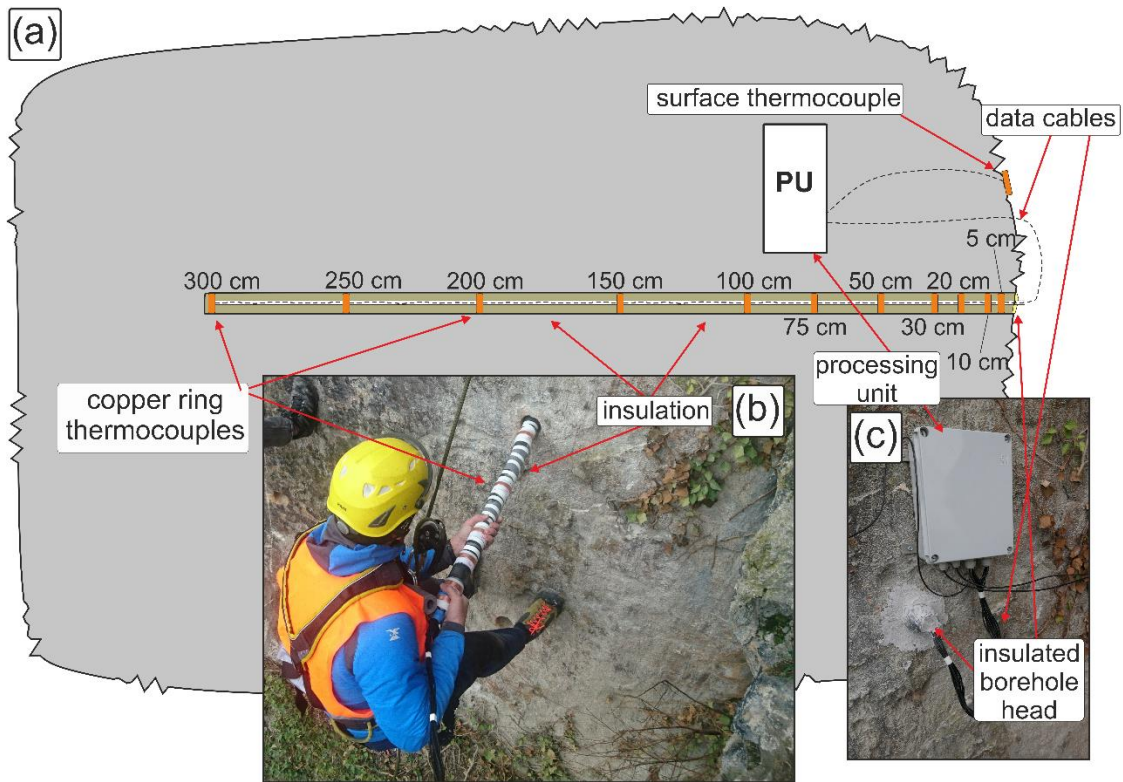 (a)
surface thermocouple
data cables
PU
5 cm
300 cm
250 cm
200 cm
150 cm
100 cm
50 cm
20 cm
75 cm
30 cm
10 cm
copper ring
thermocouples
insulation
(b)
processing
unit
(c)
insulated
borehole
head